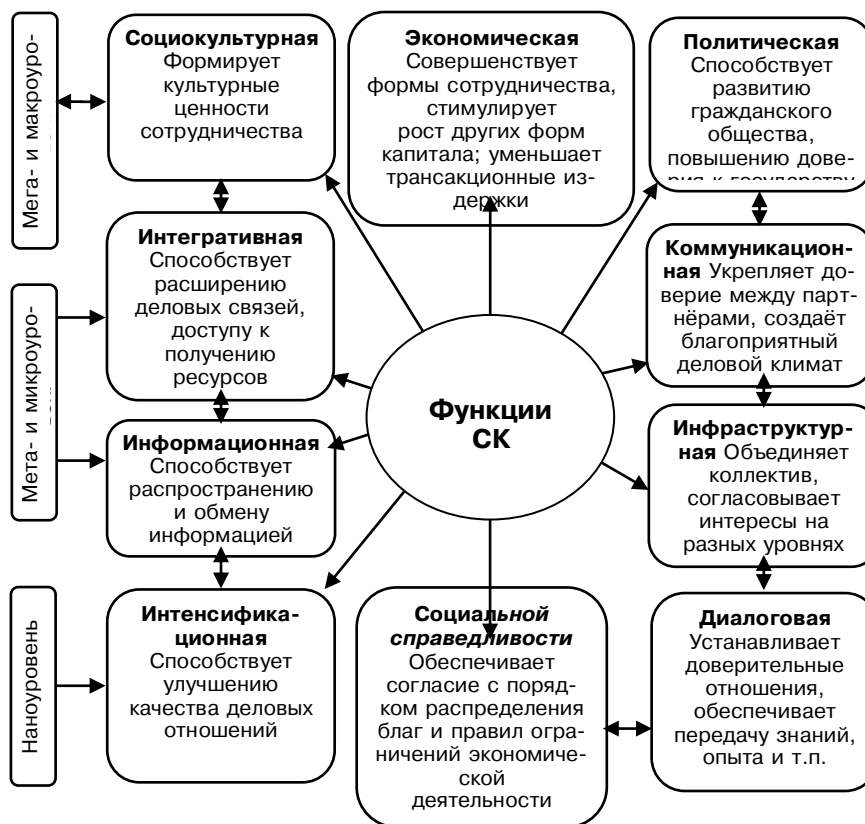 Мега- и макроуро-
Социокультурная
Формирует
культурные
ценности
сотрудничества
Экономическая
Совершенствует
формы сотрудничества,
стимулирует
рост других форм
капитала; уменьшает
трансакционные из-
держки
Политическая
Способствует
развитию
гражданского
общества,
повышению дове-
рия к государству
Мета- и микроуро-
Интегративная
Способствует
расширению
деловых связей,
доступу к
получению
ресурсов
Коммуникацион-
ная Укрепляет до-
верие между парт-
нёрами, создаёт
благоприятный
деловой климат
Функции
СК
Информационная
Способствует
распространению
и обмену
информацией
Инфраструктур-
ная Объединяет
коллектив,
согласовывает
интересы на
разных уровнях
Наноуровень
Интенсифика-
ционная
Способствует
улучшению
качества деловых
отношений
Социальной
справедливости
Обеспечивает
согласие с поряд-
ком распределения
благ и правил огра-
ничений экономиче-
ской
деятельности
Диалоговая
Устанавливает
доверительные
отношения,
обеспечивает
передачу знаний,
опыта и т.п.